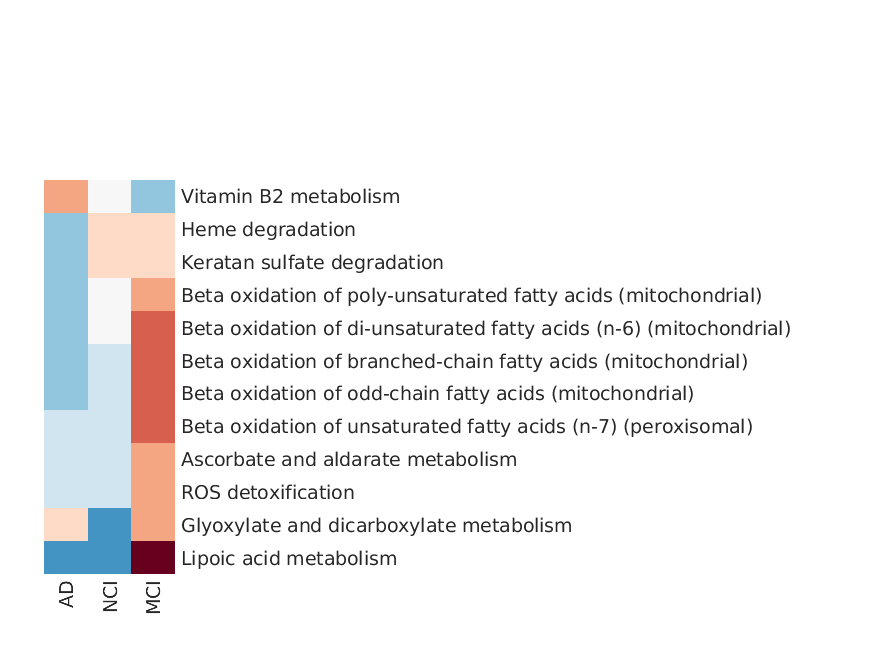 Vitamin B2 metabolism
Heme degradation
Keratan sulfate degradation
Beta oxidation of poly-unsaturated fatty acids (mitochondrial)
Beta oxidation of di-unsaturated fatty acids (n-6) (mitochondrial)
Beta oxidation of branched-chain fatty acids (mitochondrial)
Beta oxidation of odd-chain fatty acids (mitochondrial)
Beta oxidation of unsaturated fatty acids (n-7) (peroxisomal)
Ascorbate and aldarate metabolism
ROS detoxification
Glyoxylate and dicarboxylate metabolism
Lipoic acid metabolism
AD
NCI
MCI